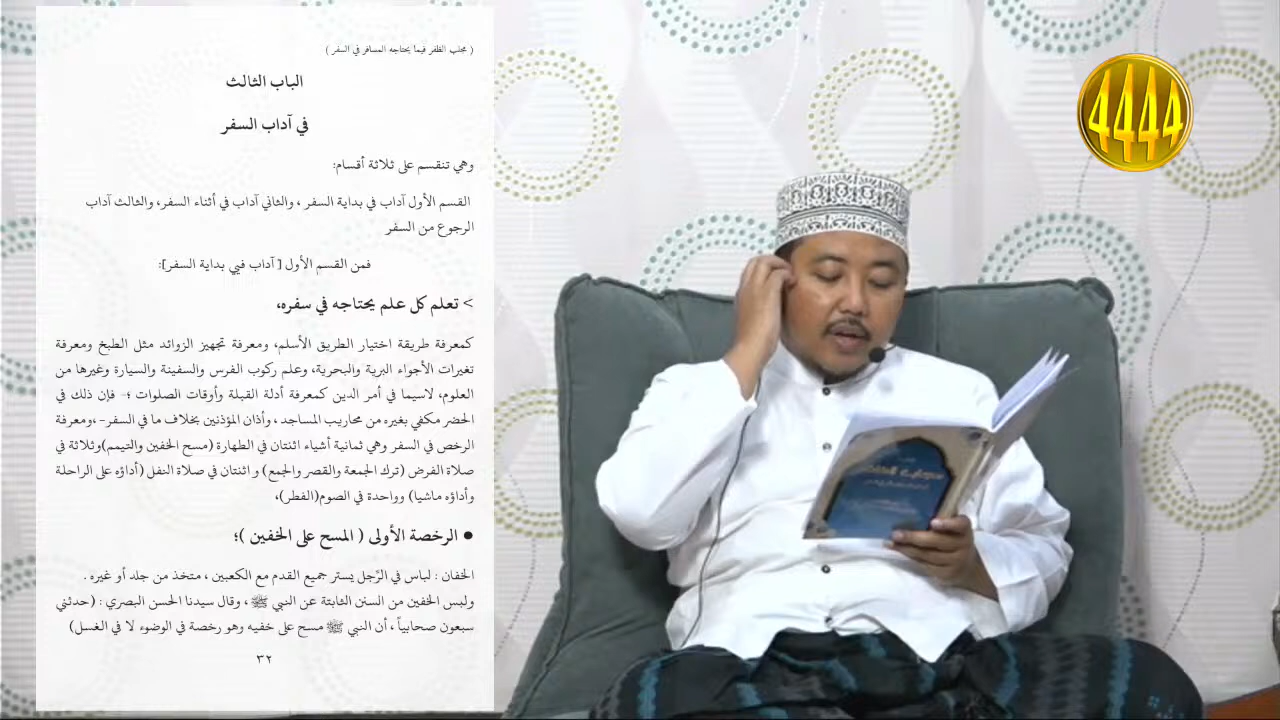 ( مجلب الظفر فيما يحتاجه المسافر في السفر )
الباب الثالث
في آداب السفر
وهي تنقسم على ثلاثة أقسام:
القسم الأول آداب في بداية السفر ، والثاني آداب في أثناء السفر، والثالث آداب
الرجوع من السفر
فمن القسم الأول [ آداب فيي بداية السفر]:
> تعلم كل علم يحتاجه في سفره،
كمعرفة طريقة اختيار الطريق الأسلم، ومعرفة تجهيز الزوائد مثل الطبخ ومعرفة
تغيرات الأجواء البرية والبحرية، وعلم ركوب الفرس والسفينة والسيارة وغيرها من
العلوم، لاسيما في أمر الدين كمعرفة أدلة القبلة وأوقات الصلوات - فإن ذلك في
الحضر مكفي بغيره من محاريب المساجد ، وأذان المؤذنين بخلاف ما في السفر-،ومعرفة
الرخص في السفر وهي ثمانية أشياء اثنتان في الطهارة (مسح الخفين والتيمم)وثلاثة في
صلاة الفرض (ترك الجمعة والقصر والجمع) و اثنتان في صلاة النفل (أداؤه على الراحلة
وأداؤه ماشيا) وواحدة في الصوم(الفطر)،
● الرخصة الأولى ( المسح على الخفين )؛
الخفان : لباس في الرّجل يستر جميع القدم مع الكعبين ، متخذ من جلد أو غيره .
ولبس الخفين من السنن الثابتة عن النبي ﷺ ، وقال سيدنا الحسن البصري : (حدثني
سبعون صحابياً ، أن النبي ﷺ مسح على خفيه وهو رخصة في الوضوء لا في الغسل)
٣٢
4444